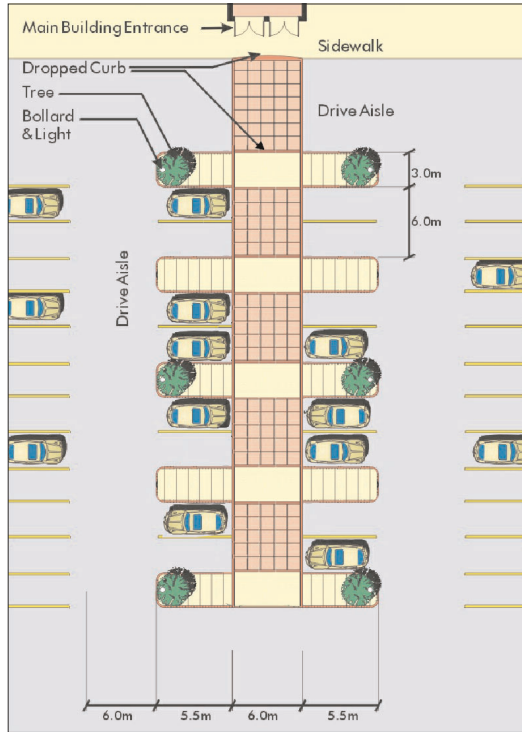 Main Building Entrance
Sidewalk
Dropped Curb
Tree
Drive Aisle
Bollard
& Light
3.0m
6.0m
Drive Aisle
6.0m
5.5m
6.0m
5.5m